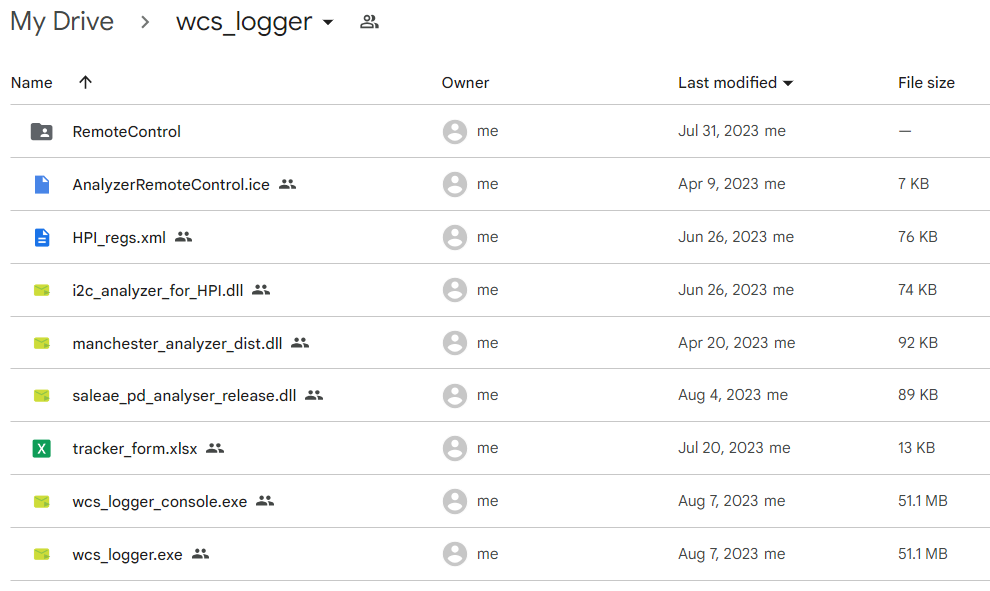 My Drive > wcs_logger
Name Owner Last modified File size
RemoteControl me Jul 31, 2023 me —
AnalyzerRemoteControl.ice me Apr 9, 2023 me 7 KB
HPI_regs.xml me Jun 26, 2023 me 76 KB
i2c_analyzer_for_HPI.dll me Jun 26, 2023 me 74 KB
manchester_analyzer_dist.dll me Apr 20, 2023 me 92 KB
saleae_pd_analyser_release.dll me Aug 4, 2023 me 89 KB
X tracker_form.xlsx me Jul 20, 2023 me 13 KB
wcs_logger_console.exe me Aug 7, 2023 me 51.1 MB
wcs_logger.exe me Aug 7, 2023 me 51.1 MB